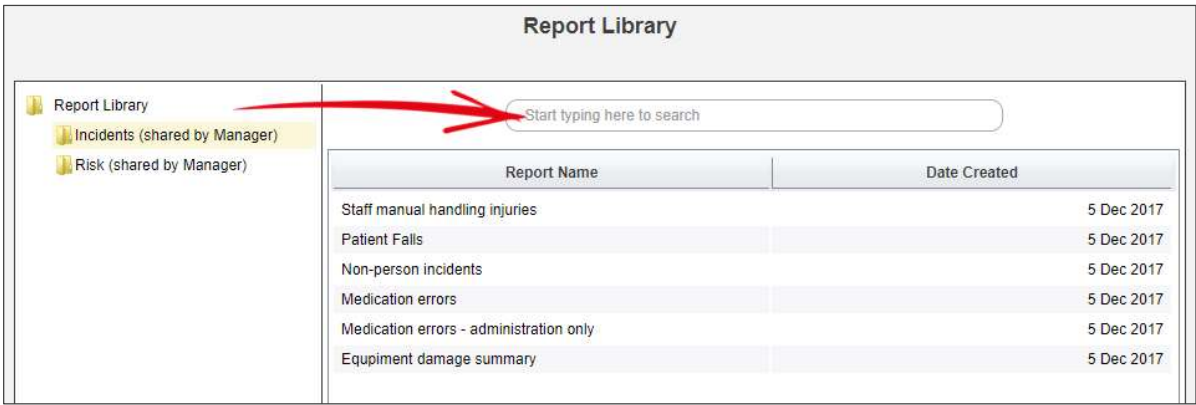 Report Library
Report Library
Incidents (shared by Manager)
Risk (shared by Manager)
Start typing here to search
Report Name Date Created
Staff manual handling injuries 5 Dec 2017
Patient Falls 5 Dec 2017
Non-person incidents 5 Dec 2017
Medication errors 5 Dec 2017
Medication errors - administration only 5 Dec 2017
Equpiment damage summary 5 Dec 2017